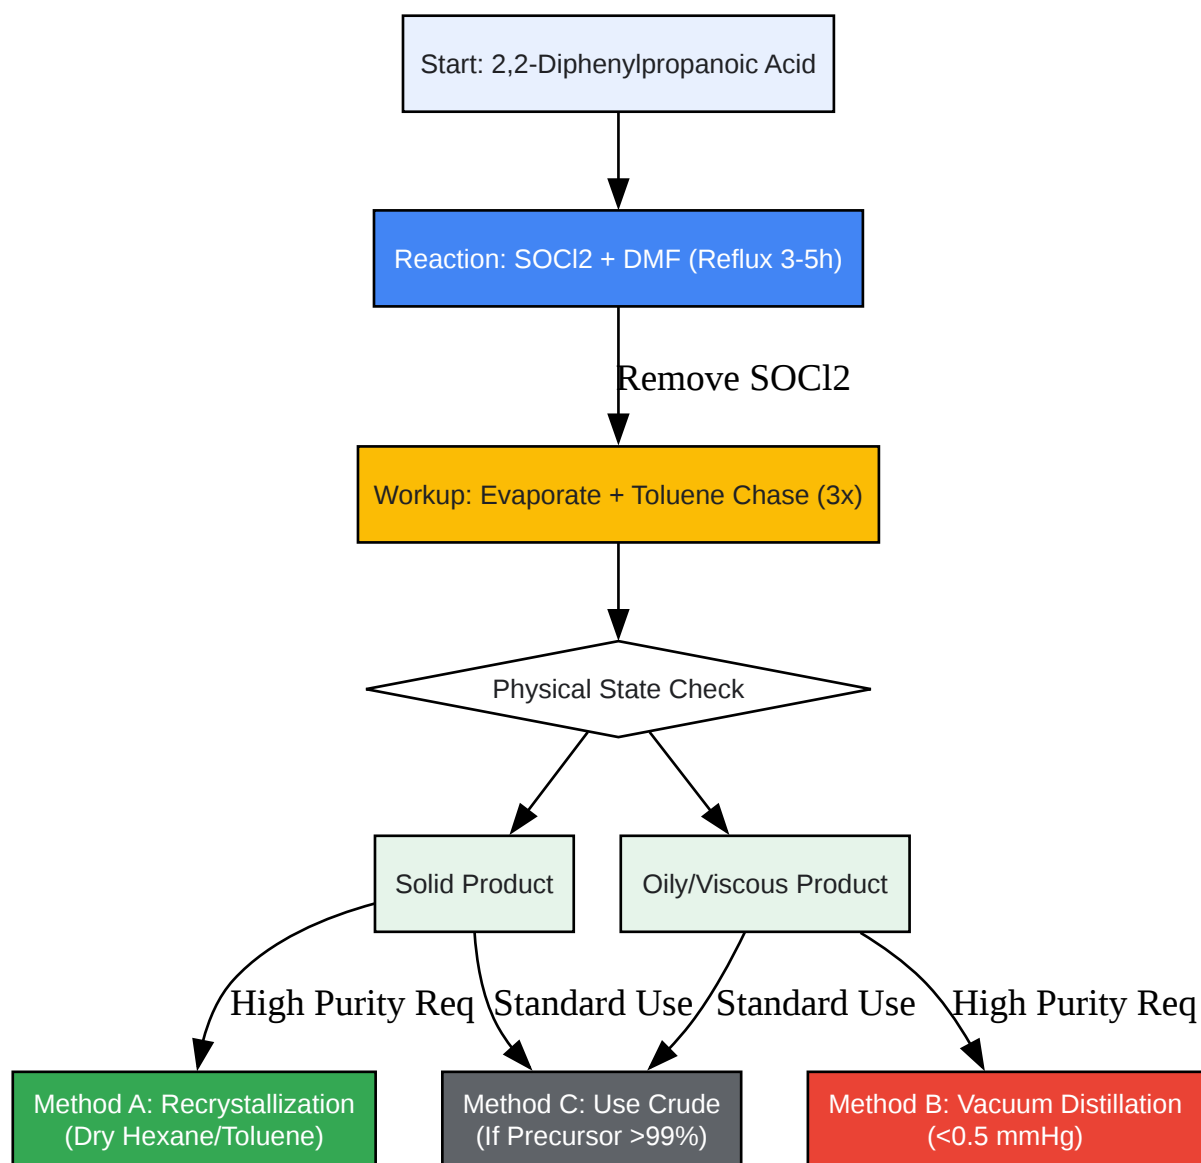 Start: 2,2-Diphenylpropanoic Acid
Reaction: SOCl2 + DMF (Reflux 3-5h)
Remove SOCl2
Workup: Evaporate + Toluene Chase (3x)
Physical State Check
Solid Product
Oily/Viscous Product
High Purity Req
Standard Use
Standard Use
High Purity Req
Method A: Recrystallization
(Dry Hexane/Toluene)
Method C: Use Crude
(If Precursor >99%)
Method B: Vacuum Distillation
(<0.5 mmHg)